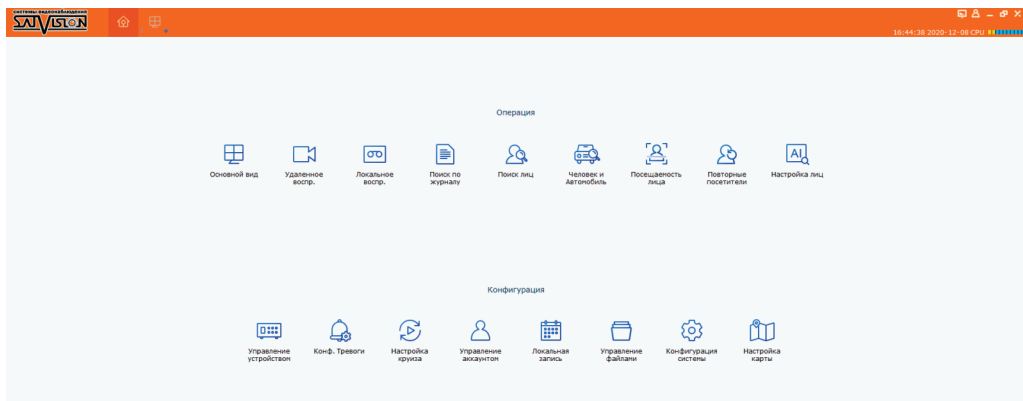 системы видеонаблюдения
SATVISION
16:44:38 2020-12-08 CPU
Операция
Основной вид
Удаленное
воспр.
Локальное
воспр.
Поиск по
журналу
Поиск лиц
Человек и
Автомобиль
Посещаемость
лица
Повторные
посетители
AI
Настройка лиц
Конфигурация
Управление
устройством
Конф. Тревоги
Настройка
круиза
Управление
аккаунтом
Локальная
запись
Управление
файлами
Конфигурация
системы
Настройка
карты